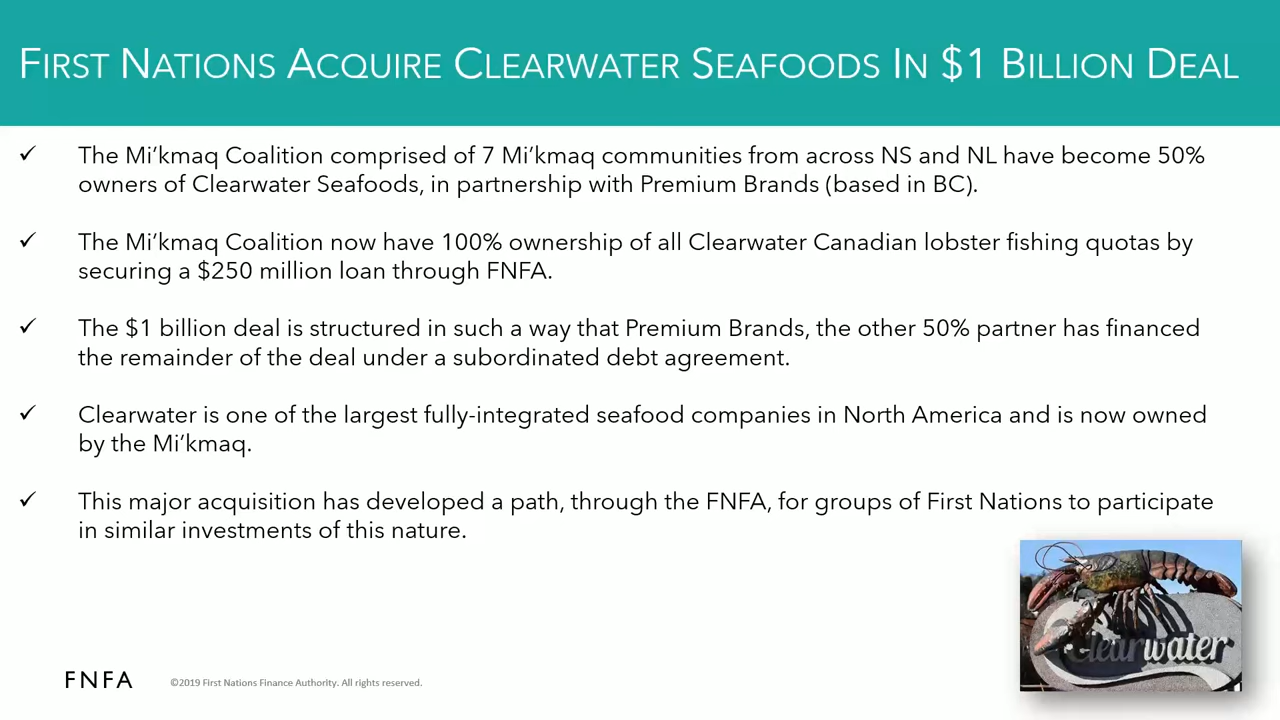 FIRST NATIONS ACQUIRE CLEARWATER SEAFOODS IN $1 BILLION DEAL
✓ The Mi'kmaq Coalition comprised of 7 Mi'kmaq communities from across NS and NL have become 50%
owners of Clearwater Seafoods, in partnership with Premium Brands (based in BC).
✓ The Mi'kmaq Coalition now have 100% ownership of all Clearwater Canadian lobster fishing quotas by
securing a $250 million loan through FNFA.
✓ The $1 billion deal is structured in such a way that Premium Brands, the other 50% partner has financed
the remainder of the deal under a subordinated debt agreement.
✓ Clearwater is one of the largest fully-integrated seafood companies in North America and is now owned
by the Mi'kmaq.
✓ This major acquisition has developed a path, through the FNFA, for groups of First Nations to participate
in similar investments of this nature.
Clearwater
FNFA ©2019 First Nations Finance Authority. All rights reserved.